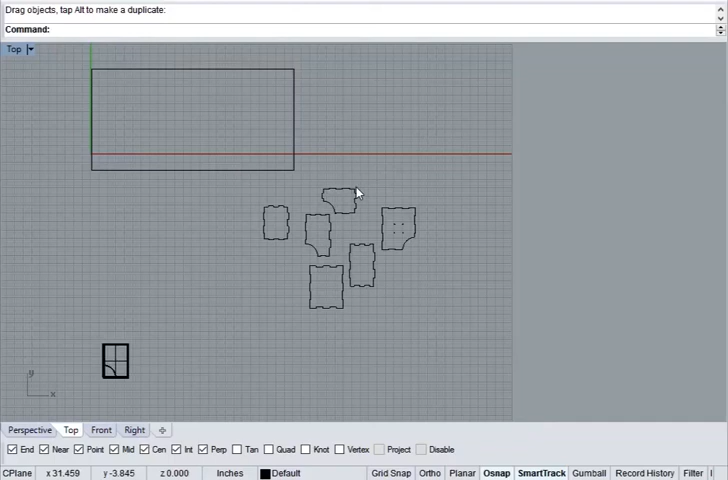 Drag objects, tap Alt to make a duplicate:
Command:
Top
y
x
Perspective Top Front Right
End Near Point Mid Cen Int Perp Tan Quad Knot Vertex Project Disable
CPlane x 31.459 y -3.845 z 0.000 Inches Default Grid Snap Ortho Planar Osnap SmartTrack Gumball Record History Filter